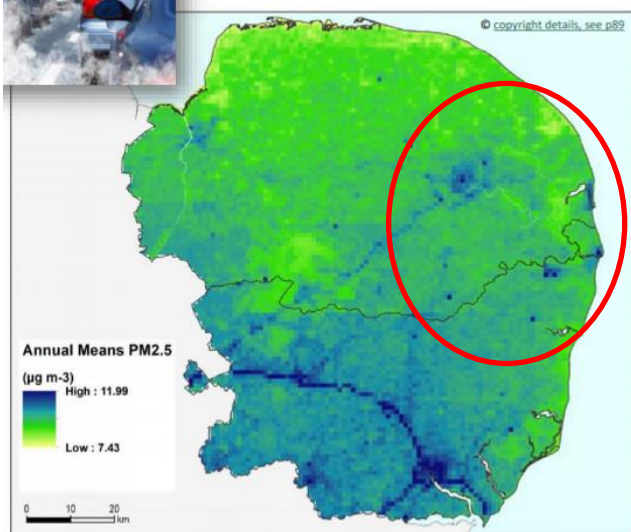 © copyright details, see p89
Annual Means PM2.5
(µg m-3)
High : 11.99
Low : 7.43
0 10 20
km